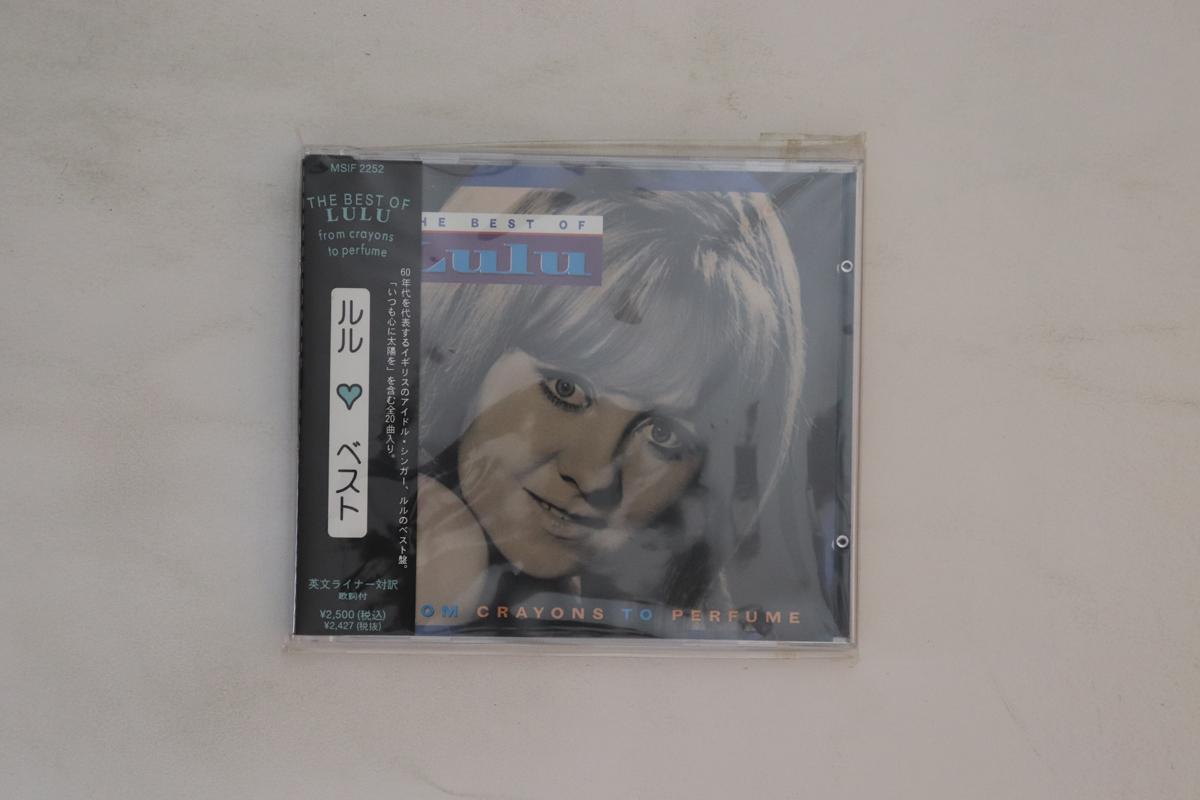 MSIF 2252
THE BEST OF
LULU
from crayons
to perfume
60年代を代表するイギリスのアイドル・シンガー、ルルのベスト盤。
「いつも心に太陽を」を含む全20曲入り。
ルル ♥ ベスト
英文ライナー対訳
歌詞付
¥2,500(税込)
¥2,427(税抜)
HE BEST OF
Lulu
OM CRAYONS TO PERFUME